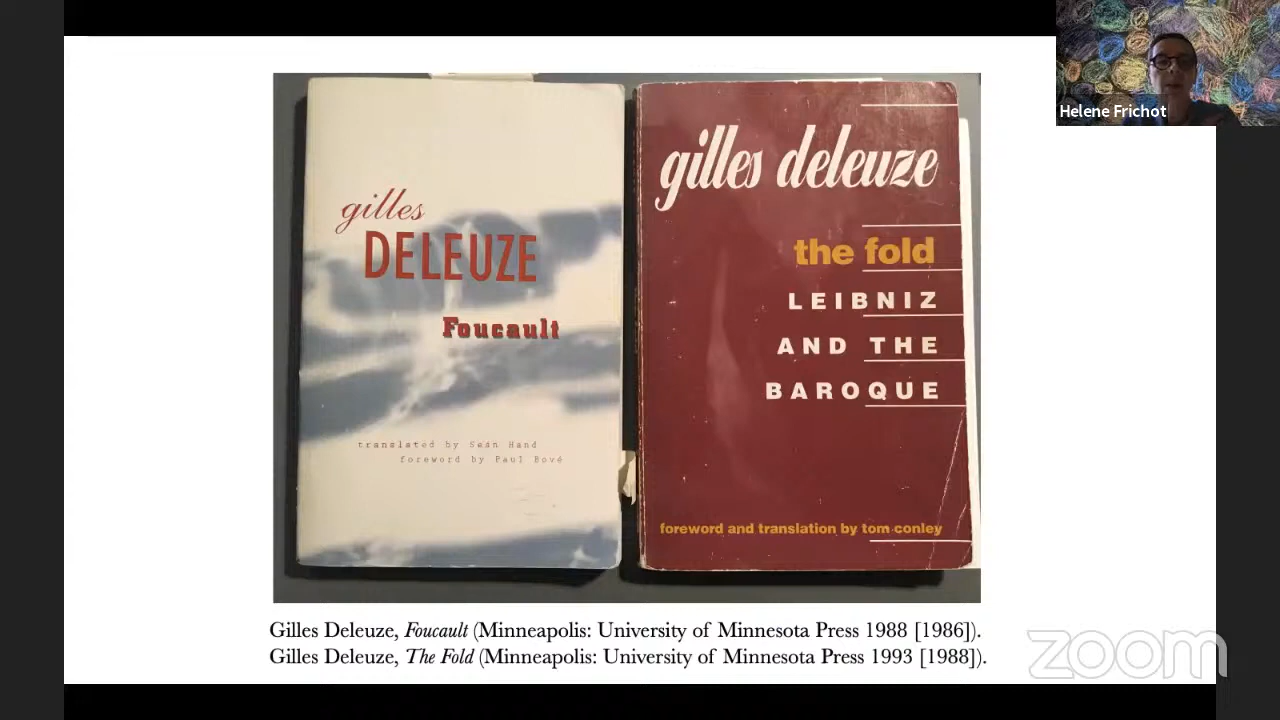 Helene Frichot
gilles
DELEUZE
Foucault
translated by Seán Hand
foreword by Paul Bové
gilles deleuze
the fold
LEIBNIZ
AND THE
BAROQUE
foreword and translation by tom conley
Gilles Deleuze, Foucault (Minneapolis: University of Minnesota Press 1988 [1986]).
Gilles Deleuze, The Fold (Minneapolis: University of Minnesota Press 1993 [1988]).
zoom